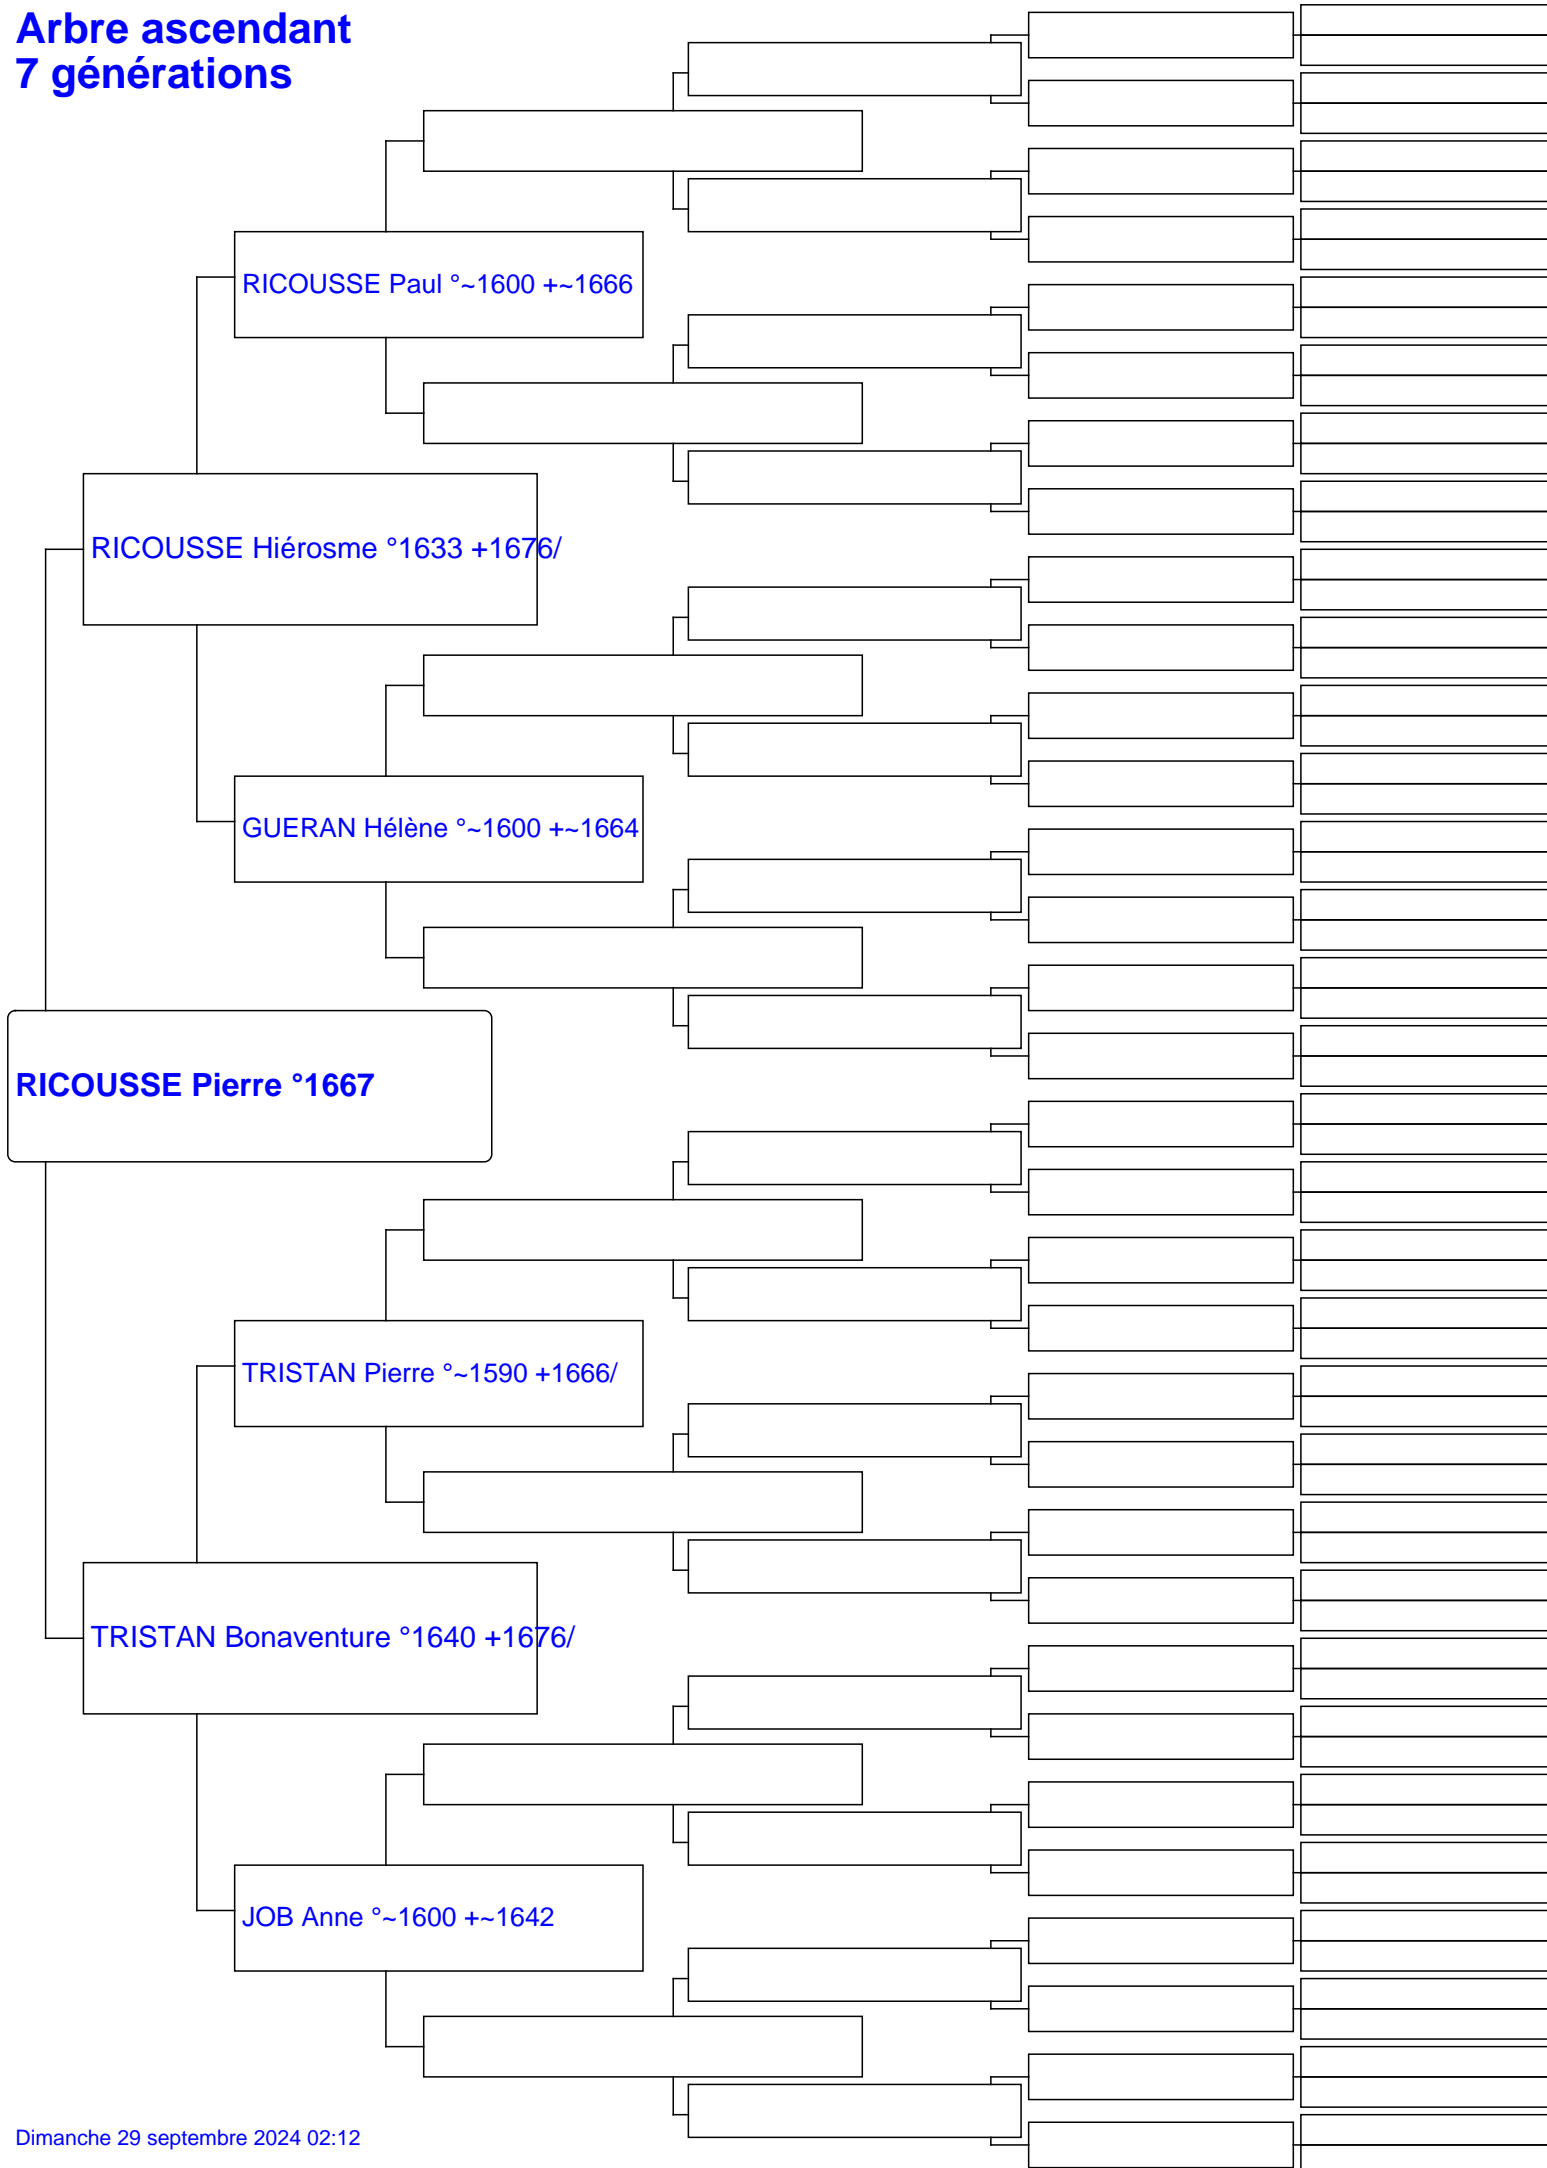 Arbre ascendant
7 générations
RICOUSSE Paul °~1600 +~1666
RICOUSSE Hiérosme °1633 +1676/
GUERAN Hélène °~1600 +~1664
RICOUSSE Pierre °1667
TRISTAN Pierre °~1590 +1666/
TRISTAN Bonaventure °1640 +1676/
JOB Anne °~1600 +~1642
Dimanche 29 septembre 2024 02:12